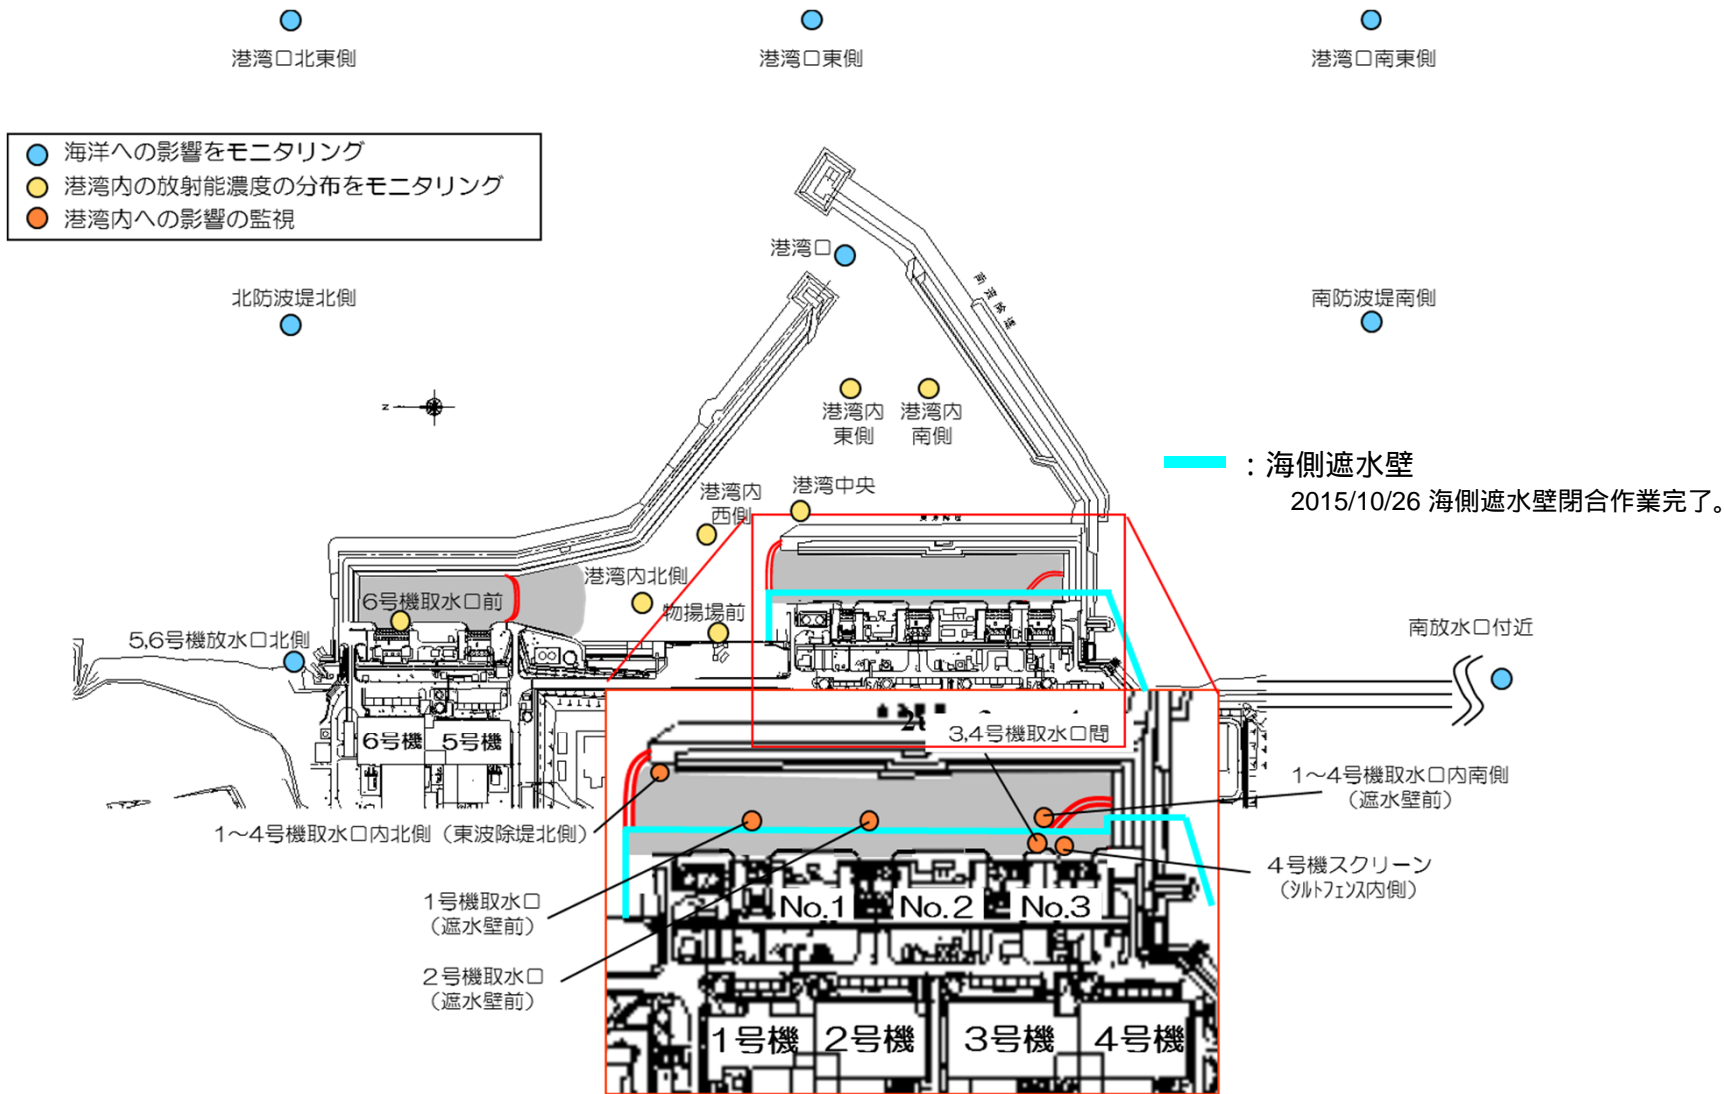 港湾口北東側
港湾口東側
港湾口南東側
海洋への影響をモニタリング
港湾内の放射能濃度の分布をモニタリング
港湾内への影響の監視
港湾口
北防波堤北側
南防波堤南側
N
港湾内
東側
港湾内
南側
:海側遮水壁
2015/10/26 海側遮水壁閉合作業完了。
港湾内
西側
港湾中央
港湾内北側
6号機取水口前
物揚場前
5,6号機放水口北側
南放水口付近
6号機
5号機
3,4号機取水口間
1~4号機取水口内南側
(遮水壁前)
1~4号機取水口内北側(東波除堤北側)
4号機スクリーン
(シルトフェンス内側)
1号機取水口
(遮水壁前)
No.1
No.2
No.3
2号機取水口
(遮水壁前)
1号機
2号機
3号機
4号機